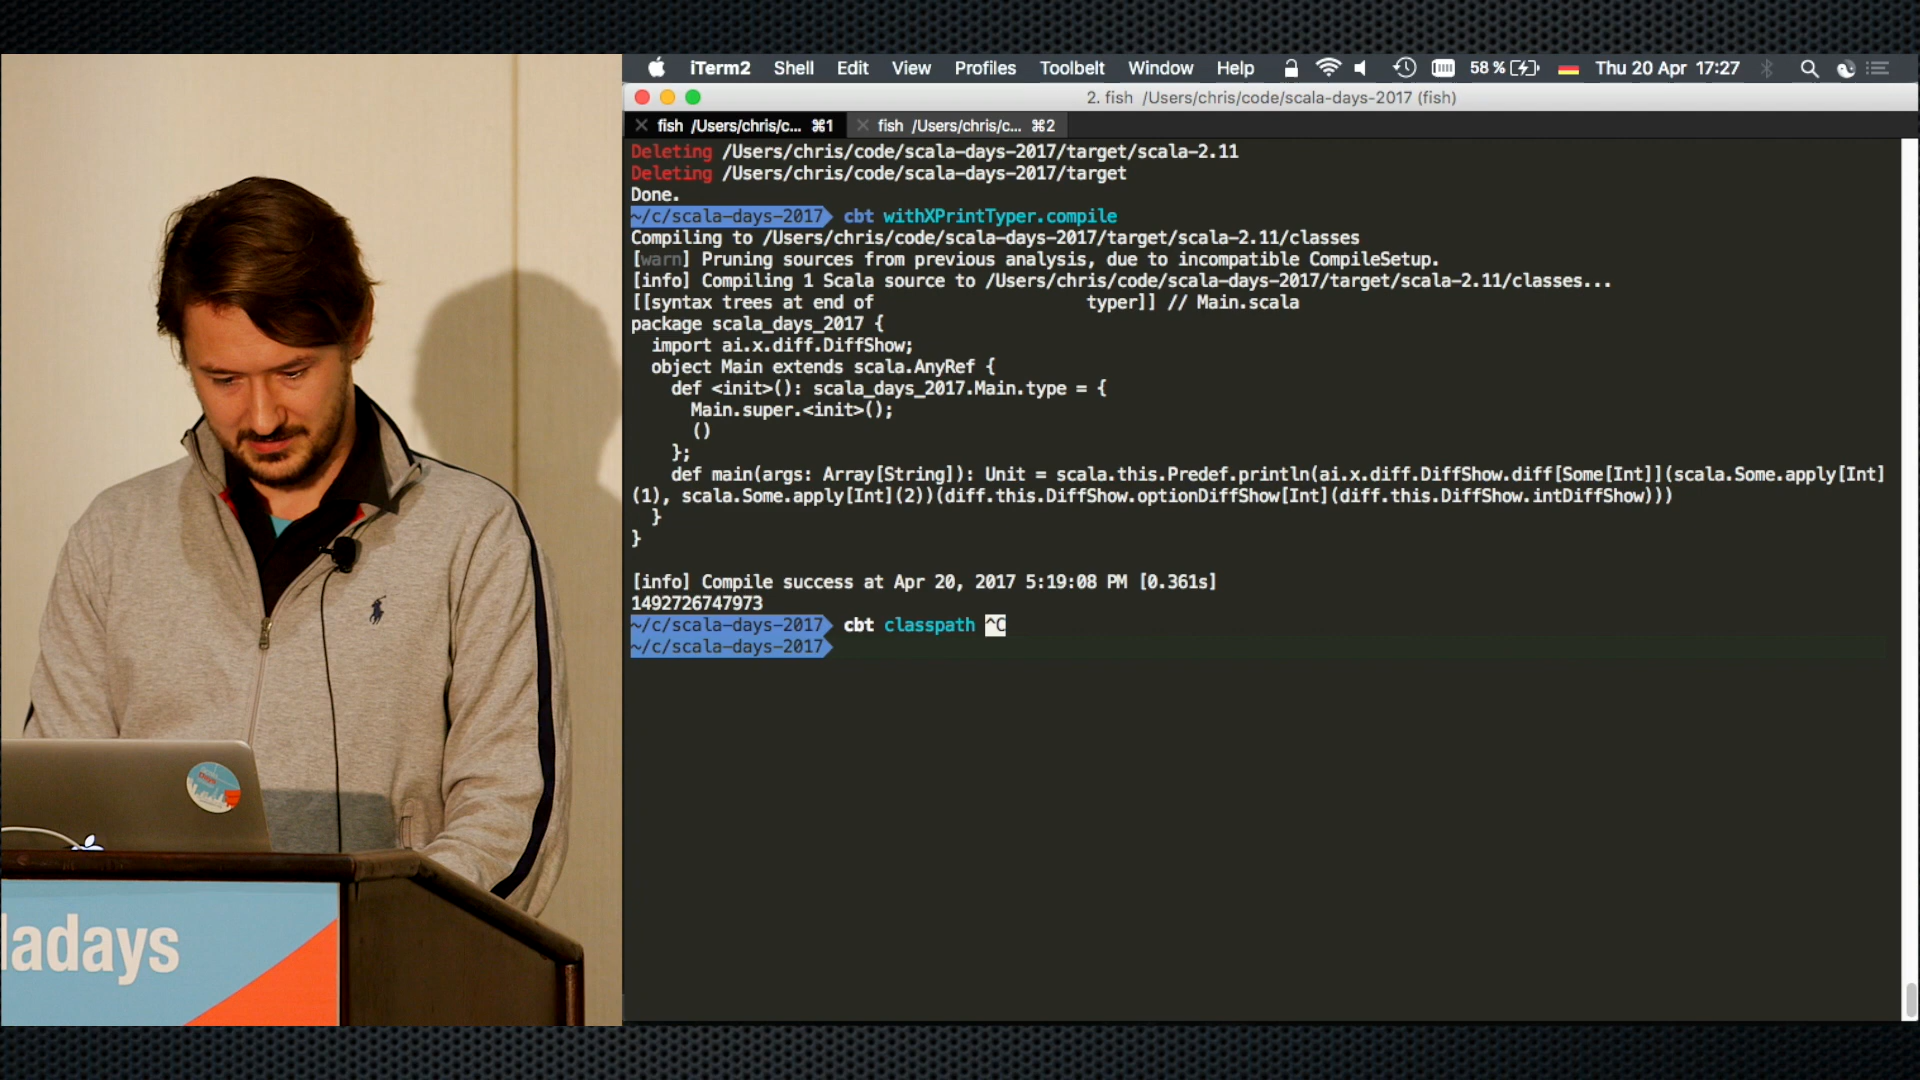 iTerm2 Shell Edit View Profiles Toolbelt Window Help 58 % Thu 20 Apr 17:27
2. fish /Users/chris/code/scala-days-2017 (fish)
fish /Users/chris/c... ⌘1 fish /Users/chris/c... ⌘2
Deleting /Users/chris/code/scala-days-2017/target/scala-2.11
Deleting /Users/chris/code/scala-days-2017/target
Done.
~/c/scala-days-2017 cbt withXPrintTyper.compile
Compiling to /Users/chris/code/scala-days-2017/target/scala-2.11/classes
[warn] Pruning sources from previous analysis, due to incompatible CompileSetup.
[info] Compiling 1 Scala source to /Users/chris/code/scala-days-2017/target/scala-2.11/classes...
[[syntax trees at end of                     typer]] // Main.scala
package scala_days_2017 {
  import ai.x.diff.DiffShow;
  object Main extends scala.AnyRef {
    def <init>(): scala_days_2017.Main.type = {
      Main.super.<init>();
      ()
    };
    def main(args: Array[String]): Unit = scala.this.Predef.println(ai.x.diff.DiffShow.diff[Some[Int]](scala.Some.apply[Int]
(1), scala.Some.apply[Int](2))(diff.this.DiffShow.optionDiffShow[Int](diff.this.DiffShow.intDiffShow)))
  }
}
[info] Compile success at Apr 20, 2017 5:19:08 PM [0.361s]
1492726747973
~/c/scala-days-2017 cbt classpath ^C
~/c/scala-days-2017
ladays